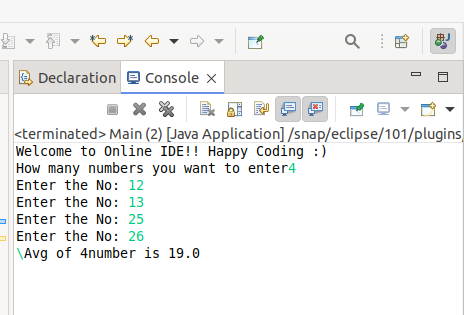 Declaration Console
<terminated> Main (2) [Java Application] /snap/eclipse/101/plugins/
Welcome to Online IDE!! Happy Coding :)
How many numbers you want to enter4
Enter the No: 12
Enter the No: 13
Enter the No: 25
Enter the No: 26
\Avg of 4number is 19.0